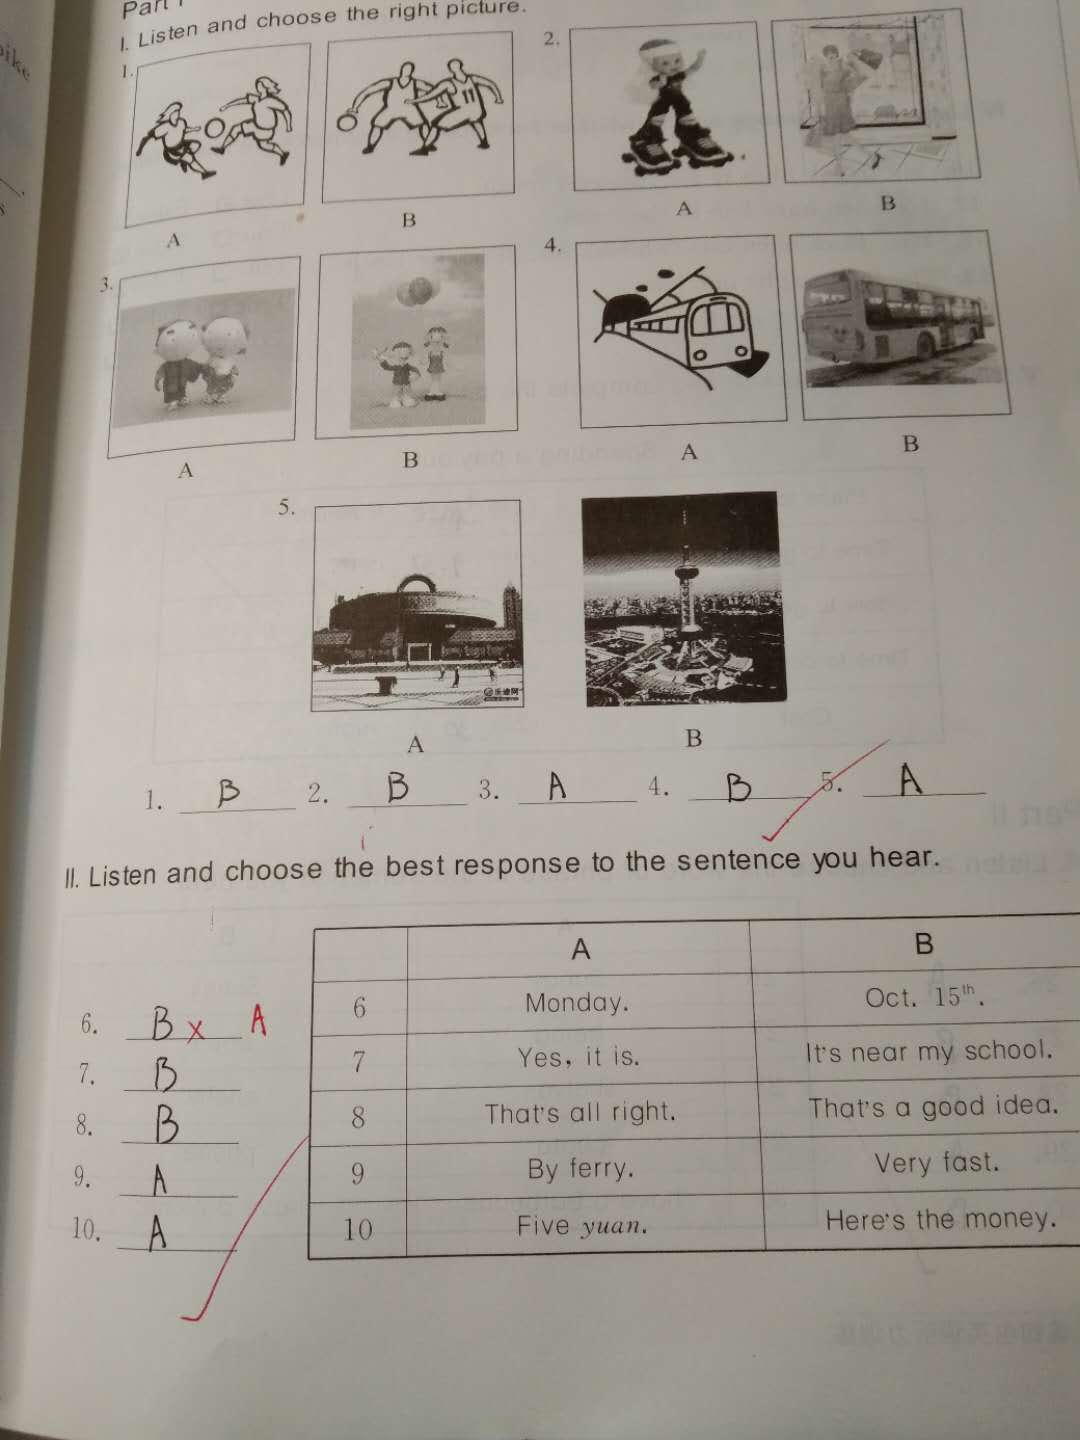 Part I
I. Listen and choose the right picture.
1.
2.
11
A
B
A
B
3.
4.
A
B
A
B
5.
A
B
1. B 2. B 3. A 4. B 5. A
II. Listen and choose the best response to the sentence you hear.
6. B x A
7. B
8. B
9. A
10. A
A B
6 Monday. Oct. 15th.
7 Yes, it is. It's near my school.
8 That's all right. That's a good idea.
9 By ferry. Very fast.
10 Five yuan. Here's the money.